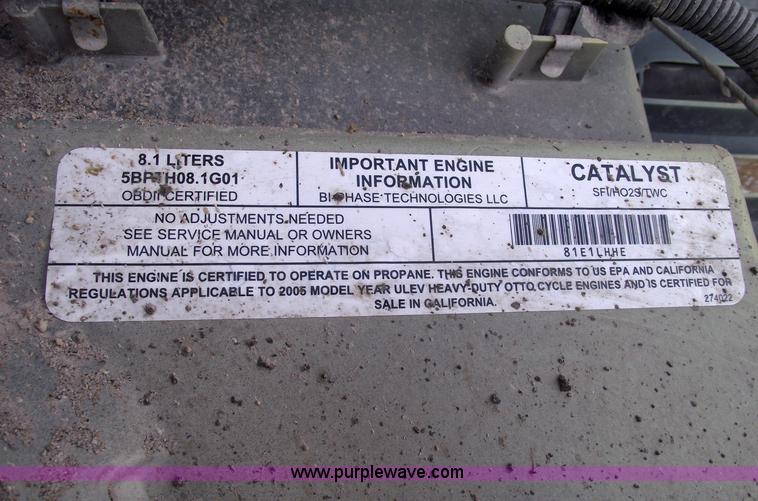 8.1 LITERS
5BPTH08.1G01
OBDII CERTIFIED
IMPORTANT ENGINE
INFORMATION
BI-PHASE TECHNOLOGIES LLC
CATALYST
SFI/HO2S/TWC
NO ADJUSTMENTS NEEDED
SEE SERVICE MANUAL OR OWNERS
MANUAL FOR MORE INFORMATION
81E1LHHE
THIS ENGINE IS CERTIFIED TO OPERATE ON PROPANE. THIS ENGINE CONFORMS TO US EPA AND CALIFORNIA
REGULATIONS APPLICABLE TO 2005 MODEL YEAR ULEV HEAVY-DUTY OTTO CYCLE ENGINES AND IS CERTIFIED FOR
SALE IN CALIFORNIA.
274022
www.purplewave.com